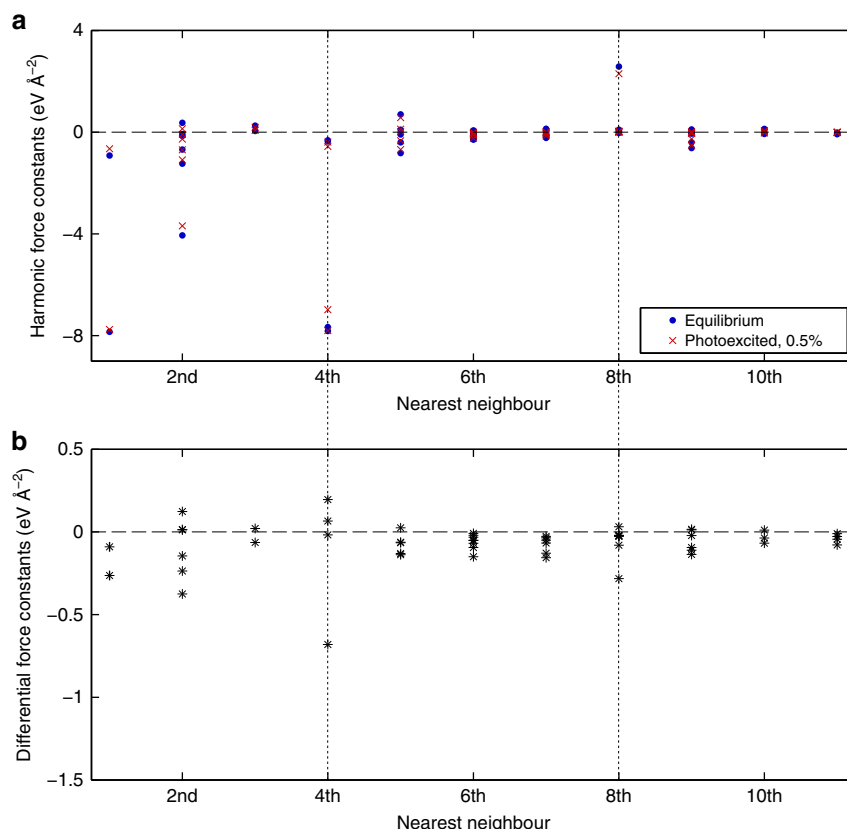 a
4
0
−4
−8
Harmonic force constants (eV Å−2)
Equilibrium
Photoexcited, 0.5%
2nd 4th 6th 8th 10th
Nearest neighbour
b
0.5
0
−0.5
−1
−1.5
Differential force constants (eV Å−2)
2nd 4th 6th 8th 10th
Nearest neighbour